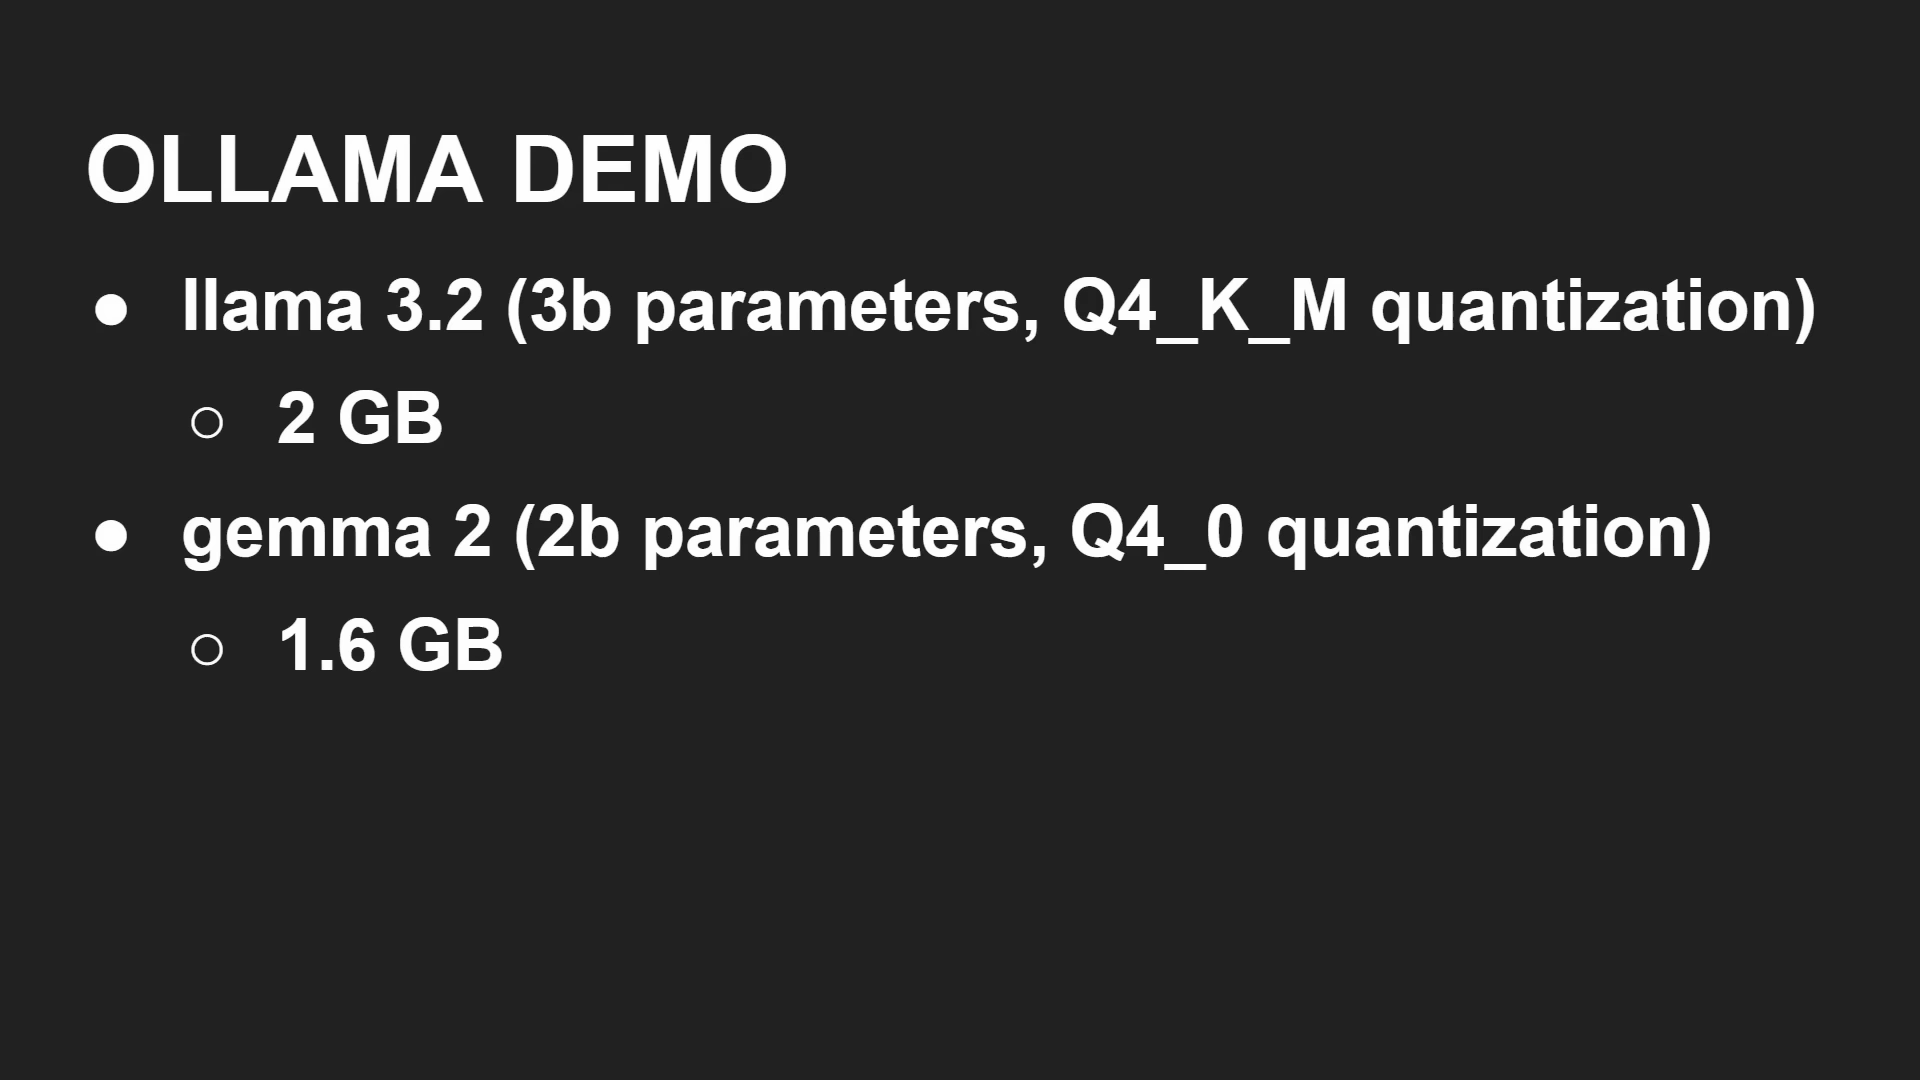 OLLAMA DEMO
● llama 3.2 (3b parameters, Q4_K_M quantization)
○ 2 GB
● gemma 2 (2b parameters, Q4_0 quantization)
○ 1.6 GB